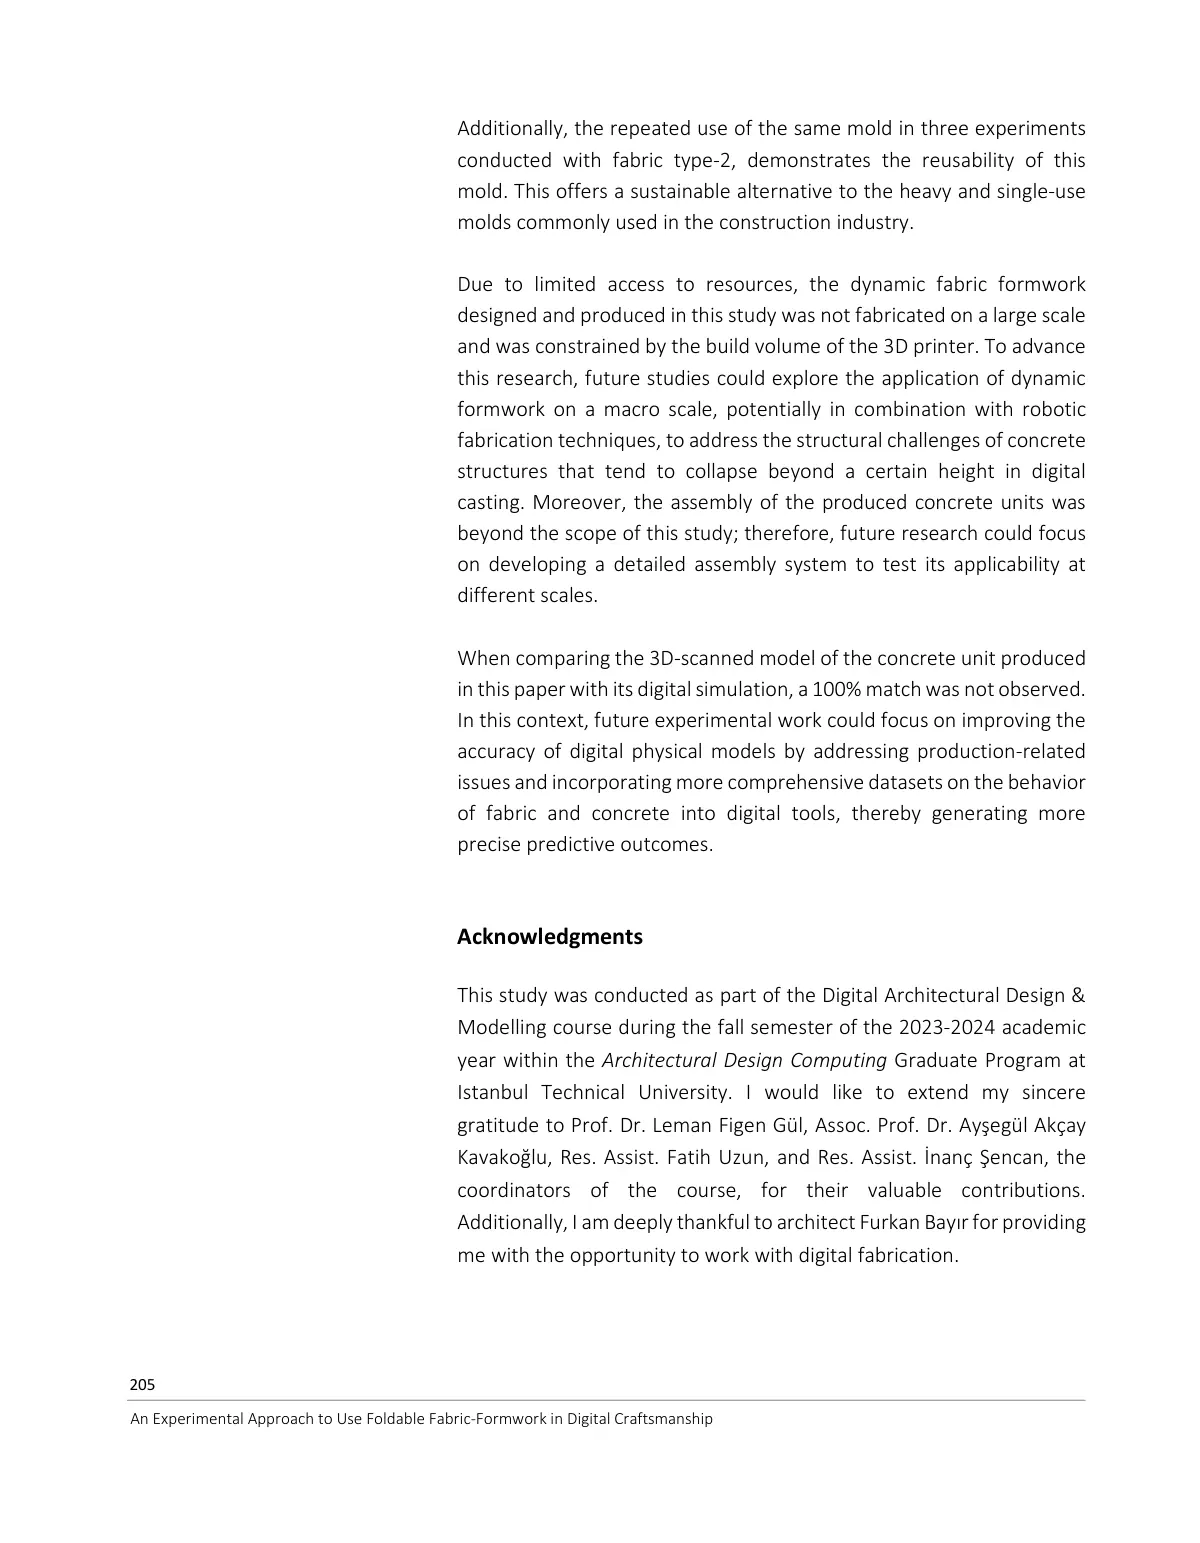 Additionally, the repeated use of the same mold in three experiments
conducted with fabric type-2, demonstrates the reusability of this
mold. This offers a sustainable alternative to the heavy and single-use
molds commonly used in the construction industry.
Due to limited access to resources, the dynamic fabric formwork
designed and produced in this study was not fabricated on a large scale
and was constrained by the build volume of the 3D printer. To advance
this research, future studies could explore the application of dynamic
formwork on a macro scale, potentially in combination with robotic
fabrication techniques, to address the structural challenges of concrete
structures that tend to collapse beyond a certain height in digital
casting. Moreover, the assembly of the produced concrete units was
beyond the scope of this study; therefore, future research could focus
on developing a detailed assembly system to test its applicability at
different scales.
When comparing the 3D-scanned model of the concrete unit produced
in this paper with its digital simulation, a 100% match was not observed.
In this context, future experimental work could focus on improving the
accuracy of digital physical models by addressing production-related
issues and incorporating more comprehensive datasets on the behavior
of fabric and concrete into digital tools, thereby generating more
precise predictive outcomes.
Acknowledgments
This study was conducted as part of the Digital Architectural Design &
Modelling course during the fall semester of the 2023-2024 academic
year within the Architectural Design Computing Graduate Program at
Istanbul Technical University. I would like to extend my sincere
gratitude to Prof. Dr. Leman Figen Gül, Assoc. Prof. Dr. Ayşegül Akçay
Kavakoğlu, Res. Assist. Fatih Uzun, and Res. Assist. İnanç Şencan, the
coordinators of the course, for their valuable contributions.
Additionally, I am deeply thankful to architect Furkan Bayır for providing
me with the opportunity to work with digital fabrication.
205
An Experimental Approach to Use Foldable Fabric-Formwork in Digital Craftsmanship